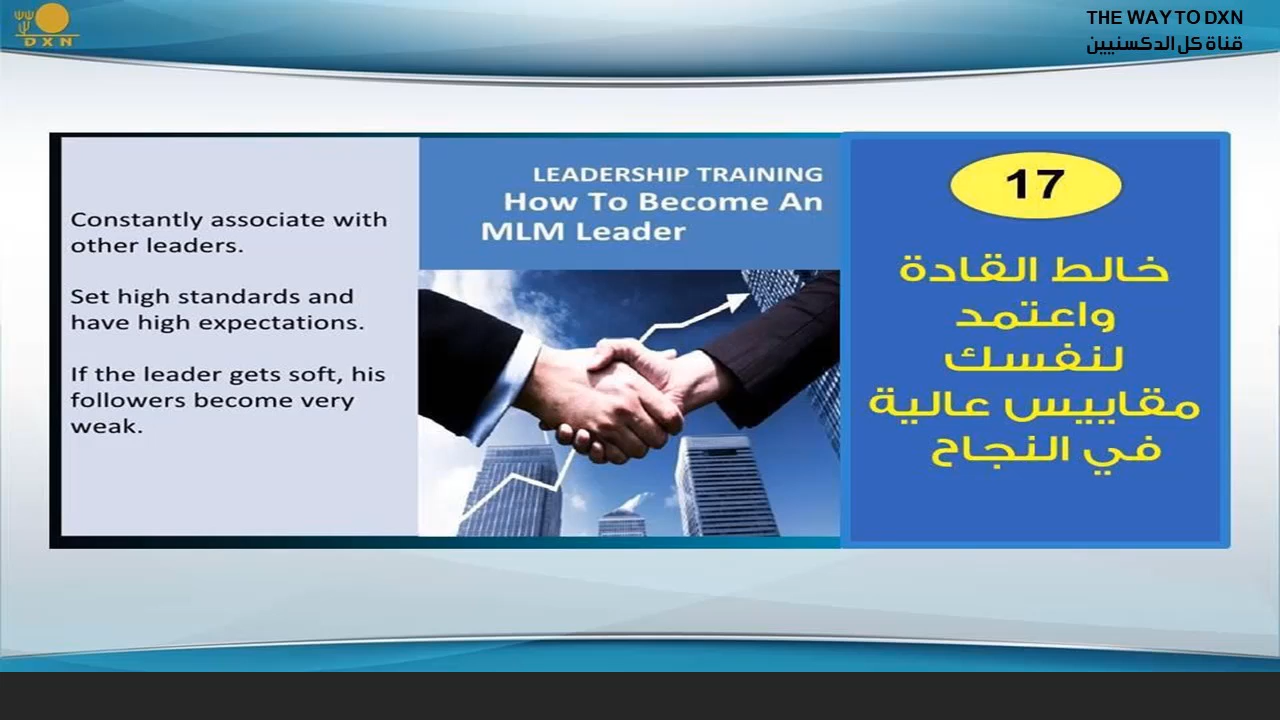 DXN
THE WAY TO DXN
قناة كل الدكسنيين
Constantly associate with
other leaders.
Set high standards and
have high expectations.
If the leader gets soft, his
followers become very
weak.
LEADERSHIP TRAINING
How To Become An
MLM Leader
17
خالط القادة
واعتمد
لنفسك
مقاييس عالية
في النجاح